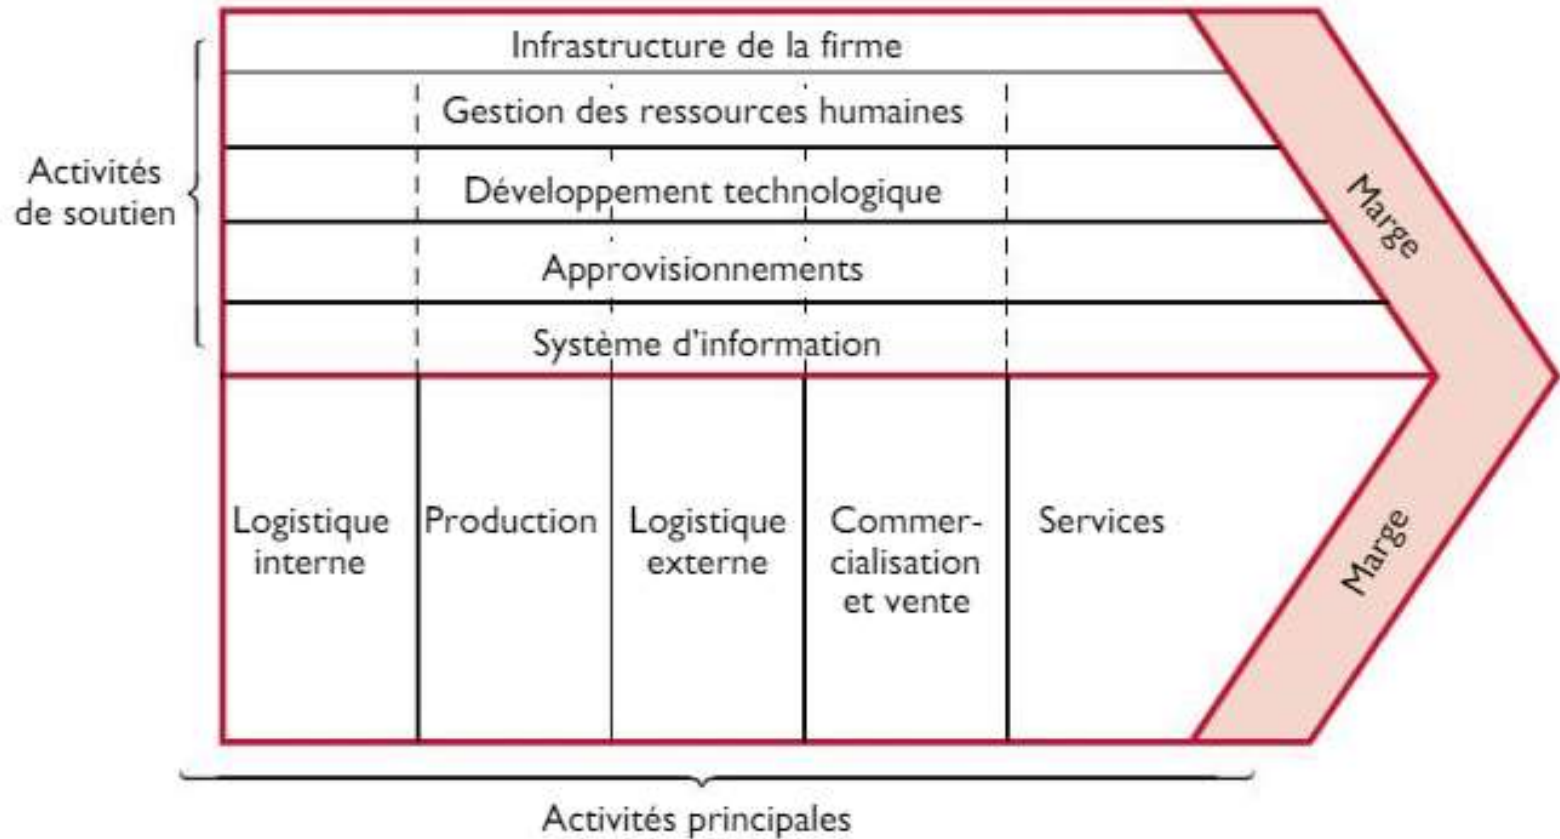 Infrastructure de la firme
Gestion des ressources humaines
Activités
de soutien
Développement technologique
Approvisionnements
Système d'information
Marge
Logistique
interne
Production
Logistique
externe
Commer-
cialisation
et vente
Services
Marge
Activités principales